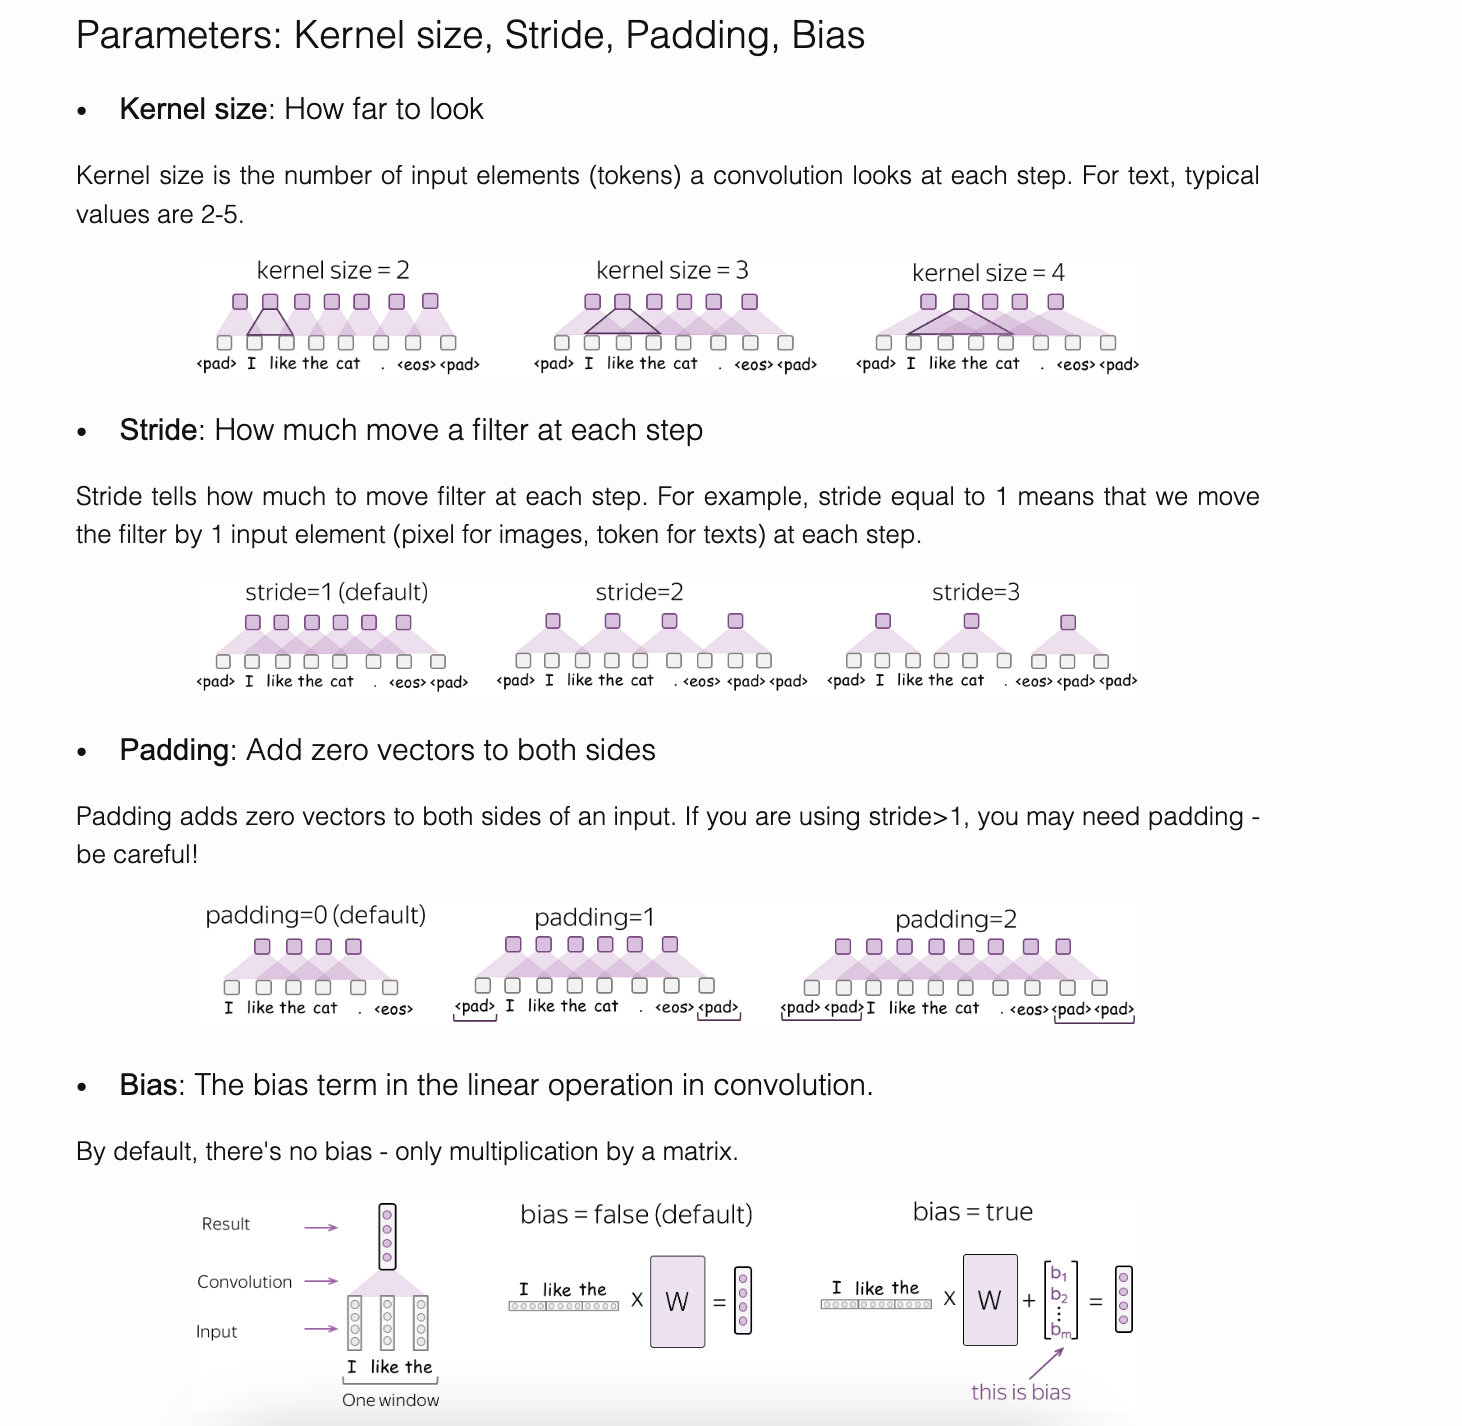 Parameters: Kernel size, Stride, Padding, Bias
• Kernel size: How far to look
Kernel size is the number of input elements (tokens) a convolution looks at each step. For text, typical
values are 2-5.
kernel size = 2 kernel size = 3 kernel size = 4
<pad> I like the cat . <eos> <pad> <pad> I like the cat . <eos> <pad> <pad> I like the cat . <eos> <pad>
• Stride: How much move a filter at each step
Stride tells how much to move filter at each step. For example, stride equal to 1 means that we move
the filter by 1 input element (pixel for images, token for texts) at each step.
stride=1 (default) stride=2 stride=3
<pad> I like the cat . <eos> <pad> <pad> I like the cat . <eos> <pad> <pad> <pad> I like the cat . <eos> <pad> <pad>
• Padding: Add zero vectors to both sides
Padding adds zero vectors to both sides of an input. If you are using stride>1, you may need padding -
be careful!
padding=0 (default) padding=1 padding=2
I like the cat . <eos> <pad> I like the cat . <eos> <pad> <pad> <pad> I like the cat . <eos> <pad> <pad>
• Bias: The bias term in the linear operation in convolution.
By default, there's no bias - only multiplication by a matrix.
Result
Convolution
Input
I like the
One window
bias = false (default)
I like the
X W =
bias = true
I like the
X W + b1 b2 ⋮ bm =
this is bias